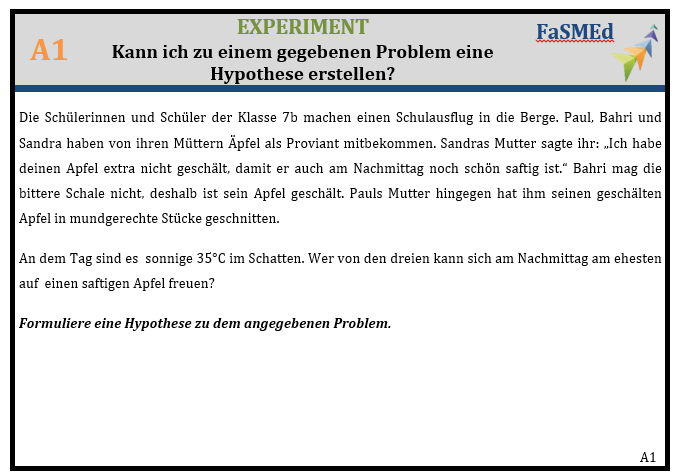 EXPERIMENT
FaSMEd
A1
Kann ich zu einem gegebenen Problem eine
Hypothese erstellen?
Die Schülerinnen und Schüler der Klasse 7b machen einen Schulausflug in die Berge. Paul, Bahri und
Sandra haben von ihren Müttern Äpfel als Proviant mitbekommen. Sandras Mutter sagte ihr: „Ich habe
deinen Apfel extra nicht geschält, damit er auch am Nachmittag noch schön saftig ist.“ Bahri mag die
bittere Schale nicht, deshalb ist sein Apfel geschält. Pauls Mutter hingegen hat ihm seinen geschälten
Apfel in mundgerechte Stücke geschnitten.
An dem Tag sind es sonnige 35°C im Schatten. Wer von den dreien kann sich am Nachmittag am ehesten
auf einen saftigen Apfel freuen?
Formuliere eine Hypothese zu dem angegebenen Problem.
A1